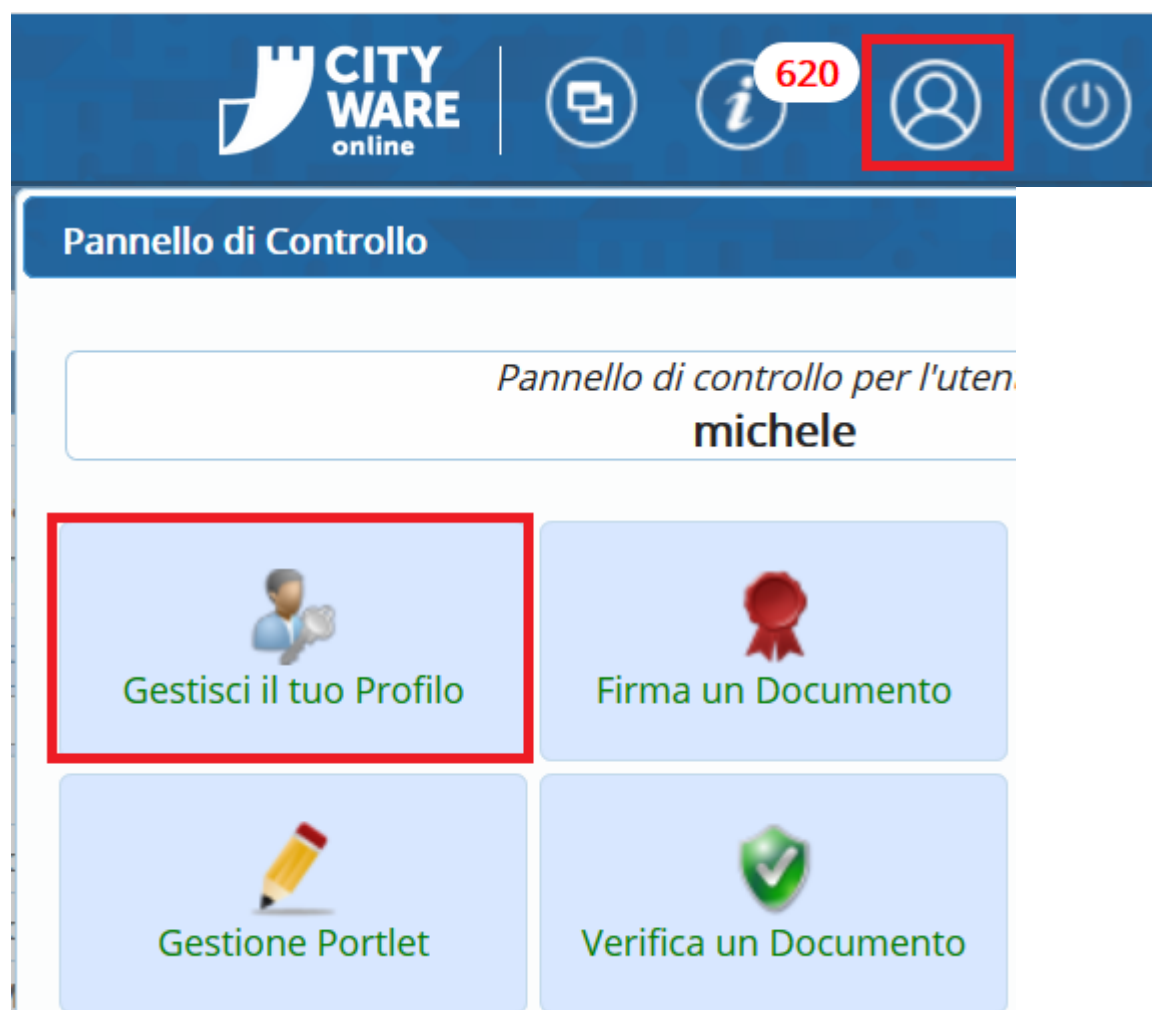 CITY
WARE
online
620
Pannello di Controllo
Pannello di controllo per l'uten
michele
Gestisci il tuo Profilo
Firma un Documento
Gestione Portlet
Verifica un Documento